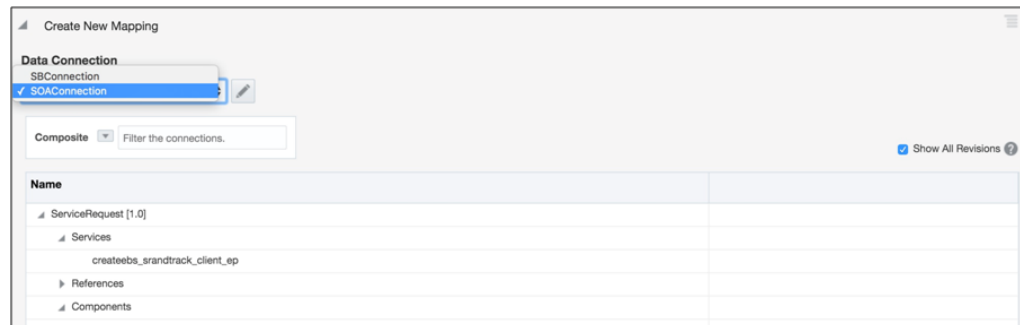 Create New Mapping
Data Connection
SBConnection
✓ SOAConnection
Composite Filter the connections.
Show All Revisions
Name
ServiceRequest [1.0]
Services
createebs_srandtrack_client_ep
References
Components